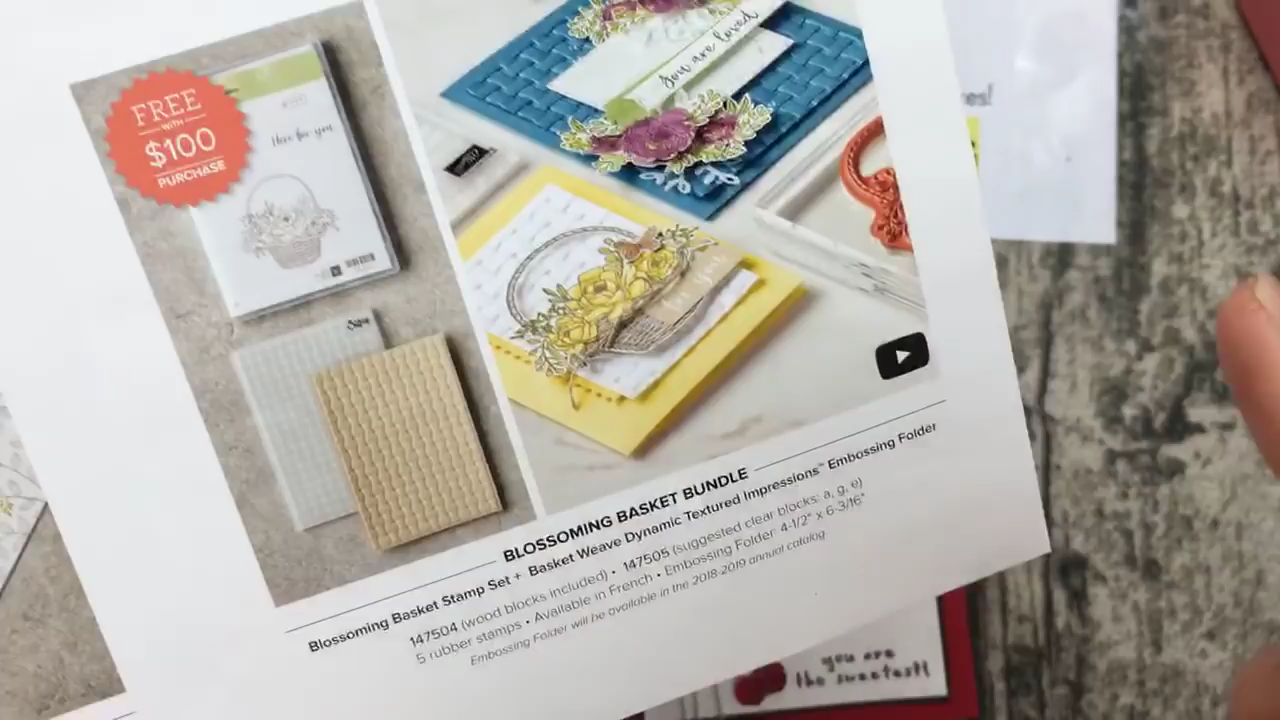 FREE
WITH
$100
PURCHASE
Here for you
you are loved
for you
BLOSSOMING BASKET BUNDLE
Blossoming Basket Stamp Set + Basket Weave Dynamic Textured Impressions™ Embossing Folder
147504 (wood blocks included) • 147505 (suggested clear blocks: a, g, e)
5 rubber stamps • Available in French • Embossing Folder: 4-1/2" x 6-3/16"
Embossing Folder will be available in the 2018-2019 annual catalog
you are
the sweetest!